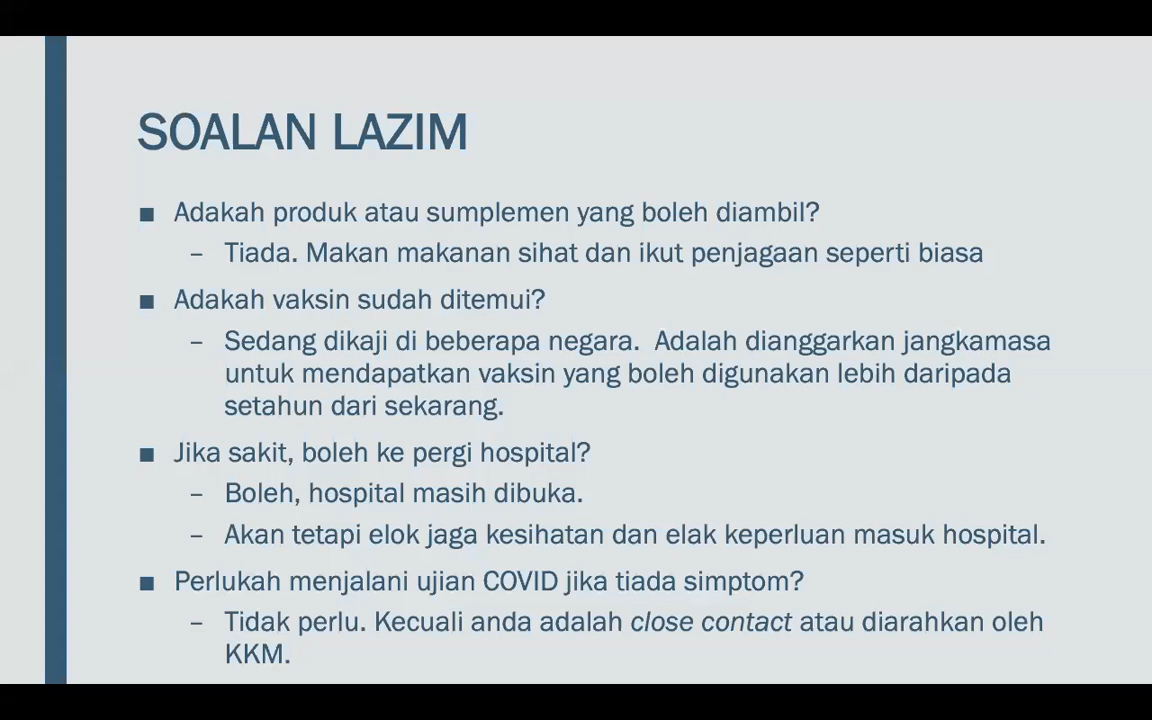 SOALAN LAZIM
■ Adakah produk atau sumplemen yang boleh diambil?
– Tiada. Makan makanan sihat dan ikut penjagaan seperti biasa
■ Adakah vaksin sudah ditemui?
– Sedang dikaji di beberapa negara. Adalah dianggarkan jangkamasa
untuk mendapatkan vaksin yang boleh digunakan lebih daripada
setahun dari sekarang.
■ Jika sakit, boleh ke pergi hospital?
– Boleh, hospital masih dibuka.
– Akan tetapi elok jaga kesihatan dan elak keperluan masuk hospital.
■ Perlukah menjalani ujian COVID jika tiada simptom?
– Tidak perlu. Kecuali anda adalah close contact atau diarahkan oleh
KKM.